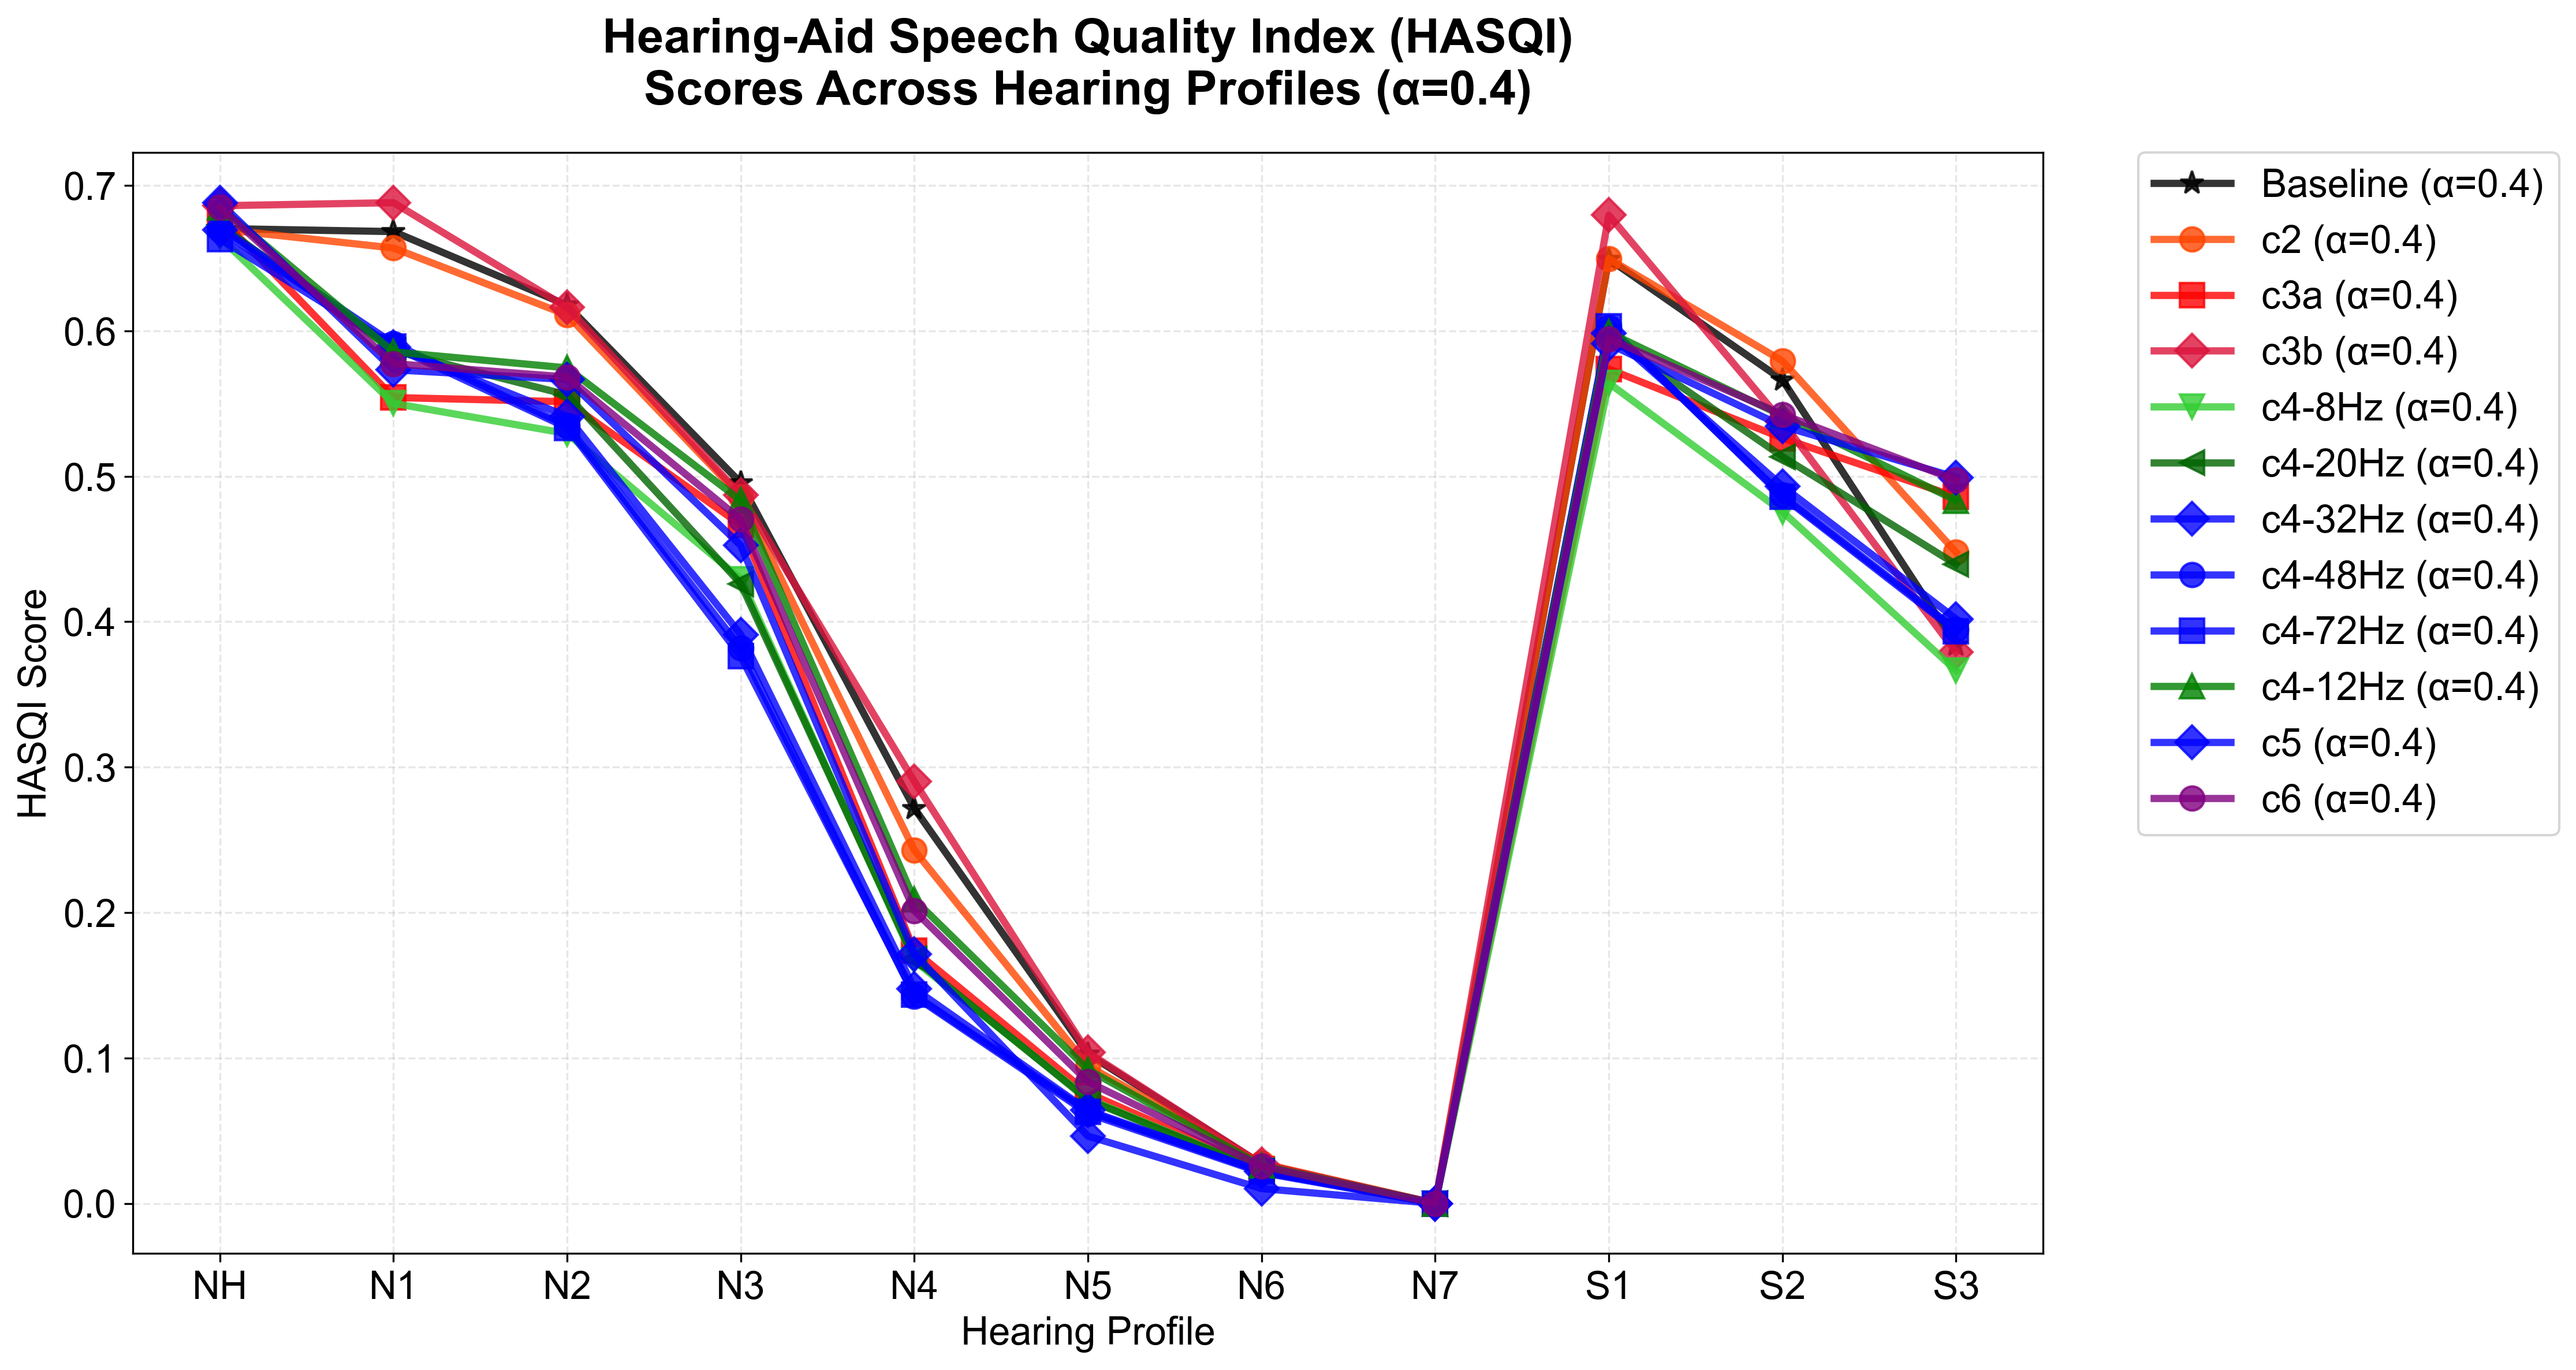 Hearing-Aid Speech Quality Index (HASQI)
Scores Across Hearing Profiles (α=0.4)
HASQI Score
0.7
0.6
0.5
0.4
0.3
0.2
0.1
0.0
NH
N1
N2
N3
N4
N5
N6
N7
S1
S2
S3
Hearing Profile
Baseline (α=0.4)
c2 (α=0.4)
c3a (α=0.4)
c3b (α=0.4)
c4-8Hz (α=0.4)
c4-20Hz (α=0.4)
c4-32Hz (α=0.4)
c4-48Hz (α=0.4)
c4-72Hz (α=0.4)
c4-12Hz (α=0.4)
c5 (α=0.4)
c6 (α=0.4)